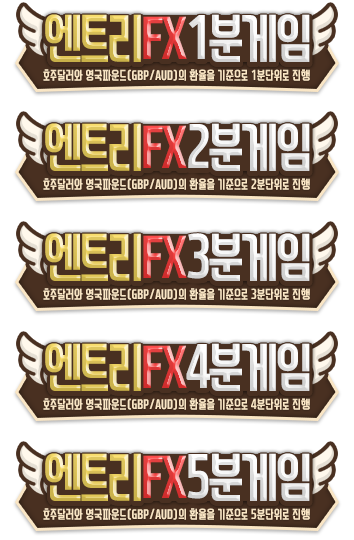 엔트리FX1분게임
호주달러와 영국파운드(GBP/AUD)의 환율을 기준으로 1분단위로 진행
엔트리FX2분게임
호주달러와 영국파운드(GBP/AUD)의 환율을 기준으로 2분단위로 진행
엔트리FX3분게임
호주달러와 영국파운드(GBP/AUD)의 환율을 기준으로 3분단위로 진행
엔트리FX4분게임
호주달러와 영국파운드(GBP/AUD)의 환율을 기준으로 4분단위로 진행
엔트리FX5분게임
호주달러와 영국파운드(GBP/AUD)의 환율을 기준으로 5분단위로 진행